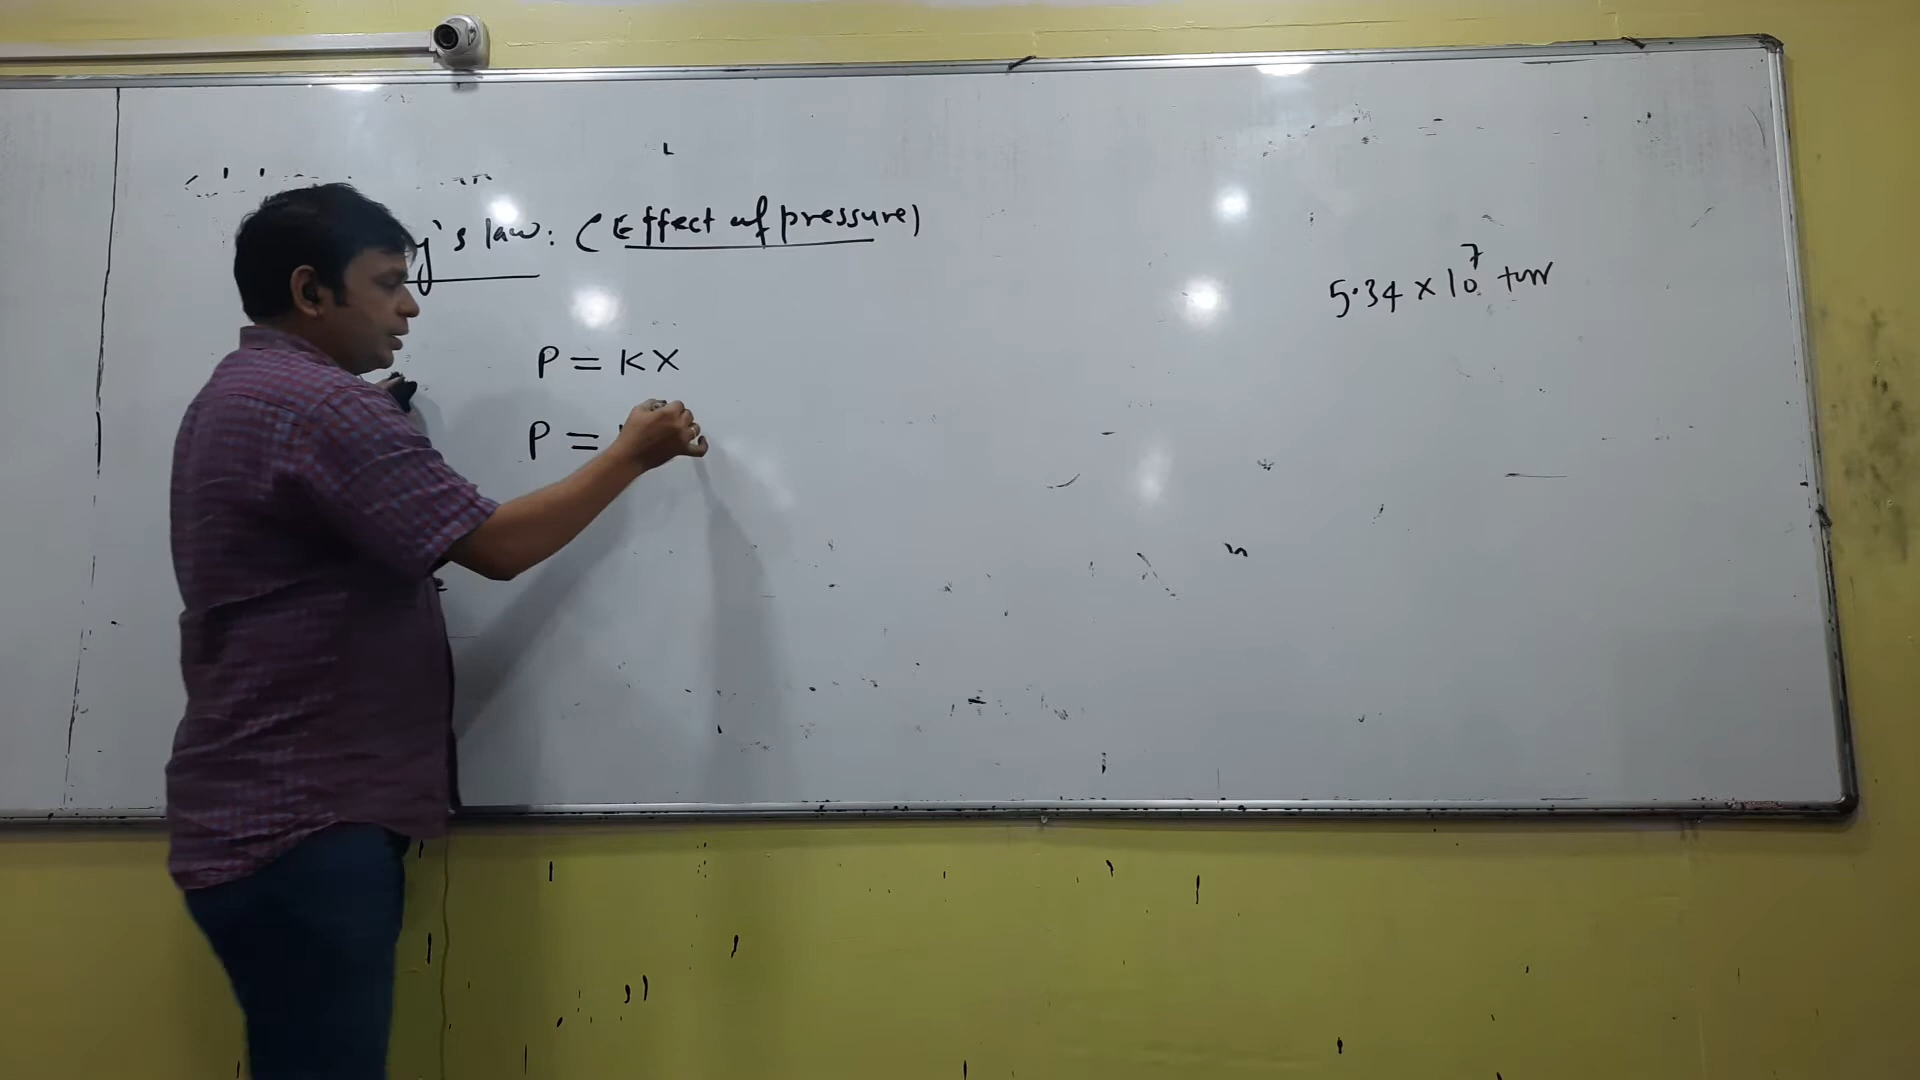 y's law: (Effect of pressure)
5.34 × 10⁷ torr
P = KX
P =